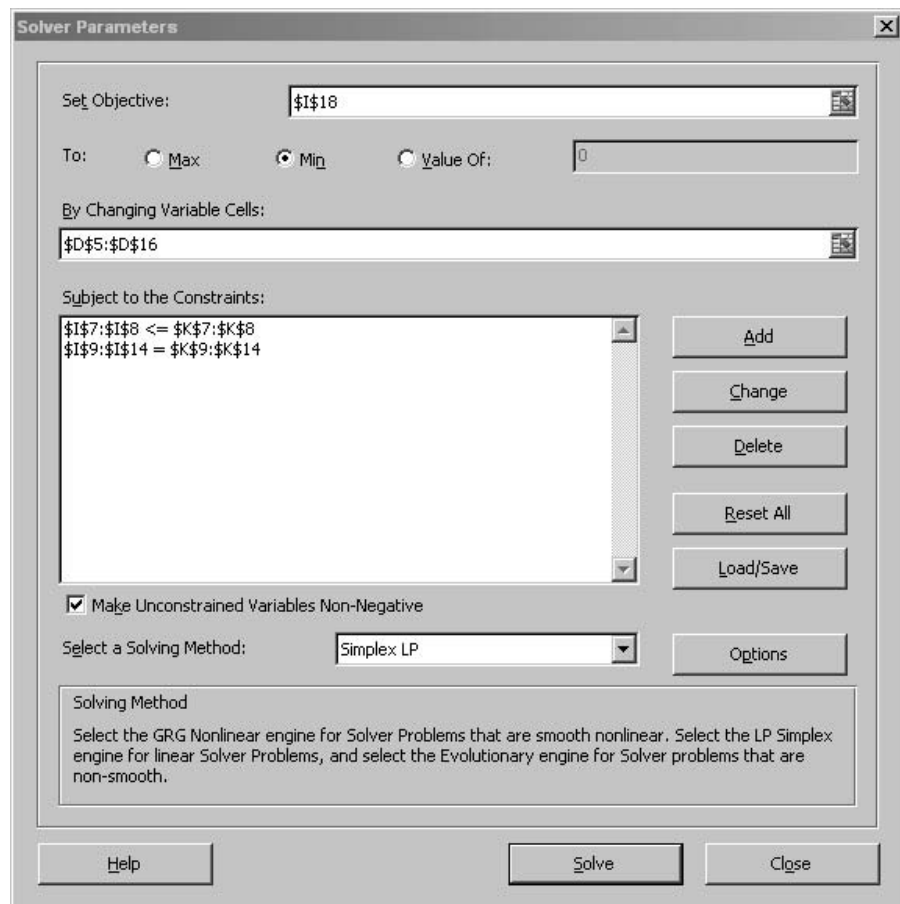 Solver Parameters
Set Objective: $I$18
To: Max Min Value Of: 0
By Changing Variable Cells:
$D$5:$D$16
Subject to the Constraints:
$I$7:$I$8 <= $K$7:$K$8
$I$9:$I$14 = $K$9:$K$14
Add
Change
Delete
Reset All
Load/Save
Make Unconstrained Variables Non-Negative
Select a Solving Method: Simplex LP Options
Solving Method
Select the GRG Nonlinear engine for Solver Problems that are smooth nonlinear. Select the LP Simplex
engine for linear Solver Problems, and select the Evolutionary engine for Solver problems that are
non-smooth.
Help Solve Close